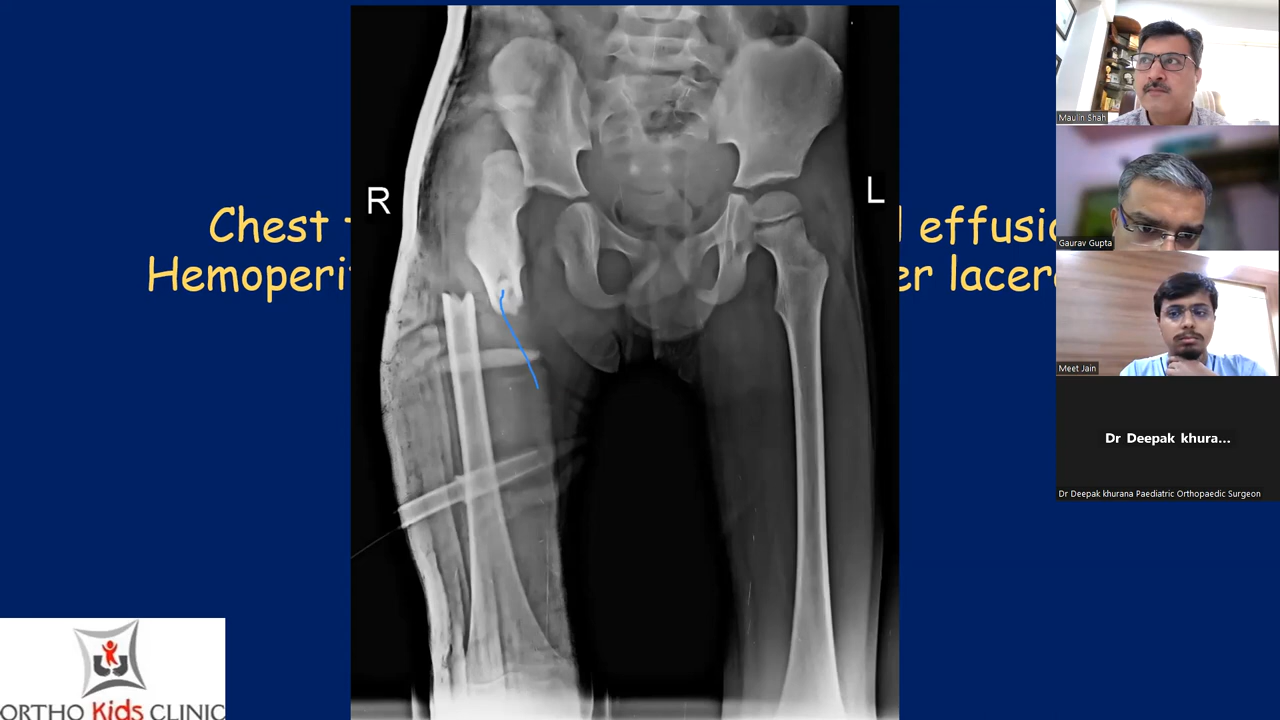 R
L
Chest
effusio
Hemoperi
er lacer
Maulin Shah
Gaurav Gupta
Meet Jain
Dr Deepak khura...
Dr Deepak khurana Paediatric Orthopaedic Surgeon
ORTHO Kids CLINIC